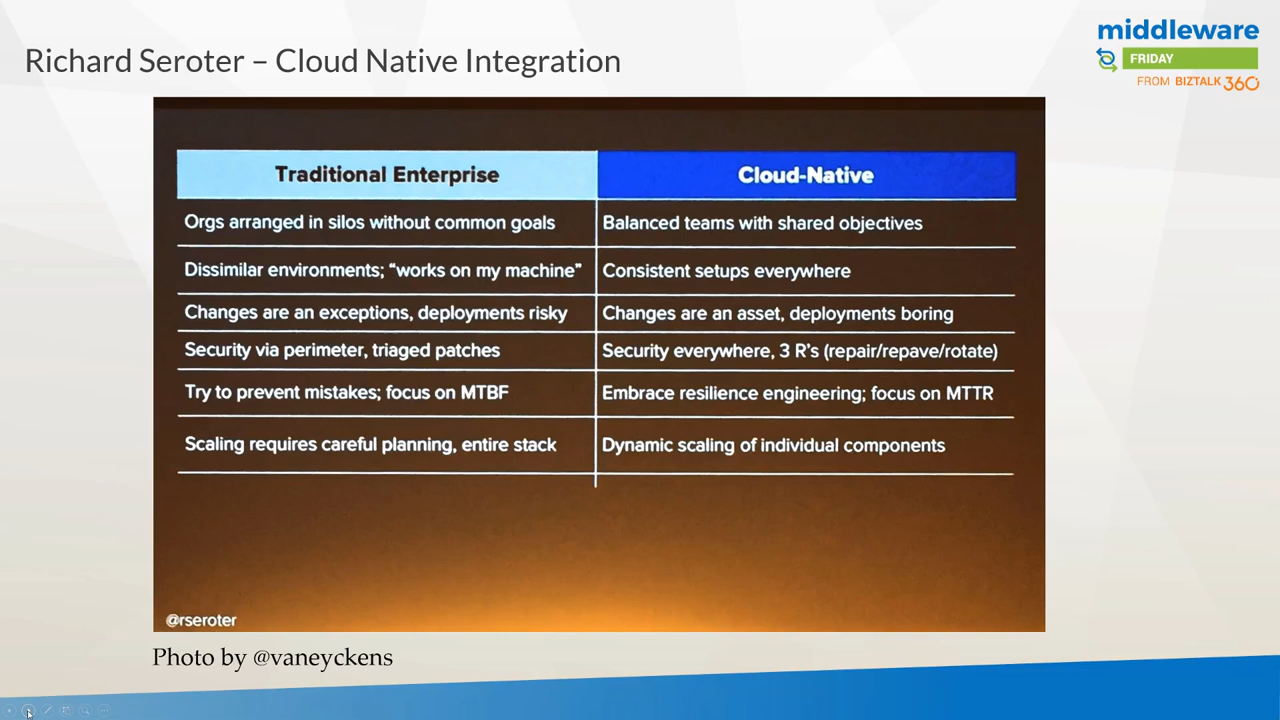 Richard Seroter – Cloud Native Integration
middleware
FRIDAY
FROM BIZTALK360
Traditional Enterprise
Cloud-Native
Orgs arranged in silos without common goals
Balanced teams with shared objectives
Dissimilar environments; “works on my machine”
Consistent setups everywhere
Changes are an exceptions, deployments risky
Changes are an asset, deployments boring
Security via perimeter, triaged patches
Security everywhere, 3 R’s (repair/repave/rotate)
Try to prevent mistakes; focus on MTBF
Embrace resilience engineering; focus on MTTR
Scaling requires careful planning, entire stack
Dynamic scaling of individual components
@rseroter
Photo by @vaneyckens